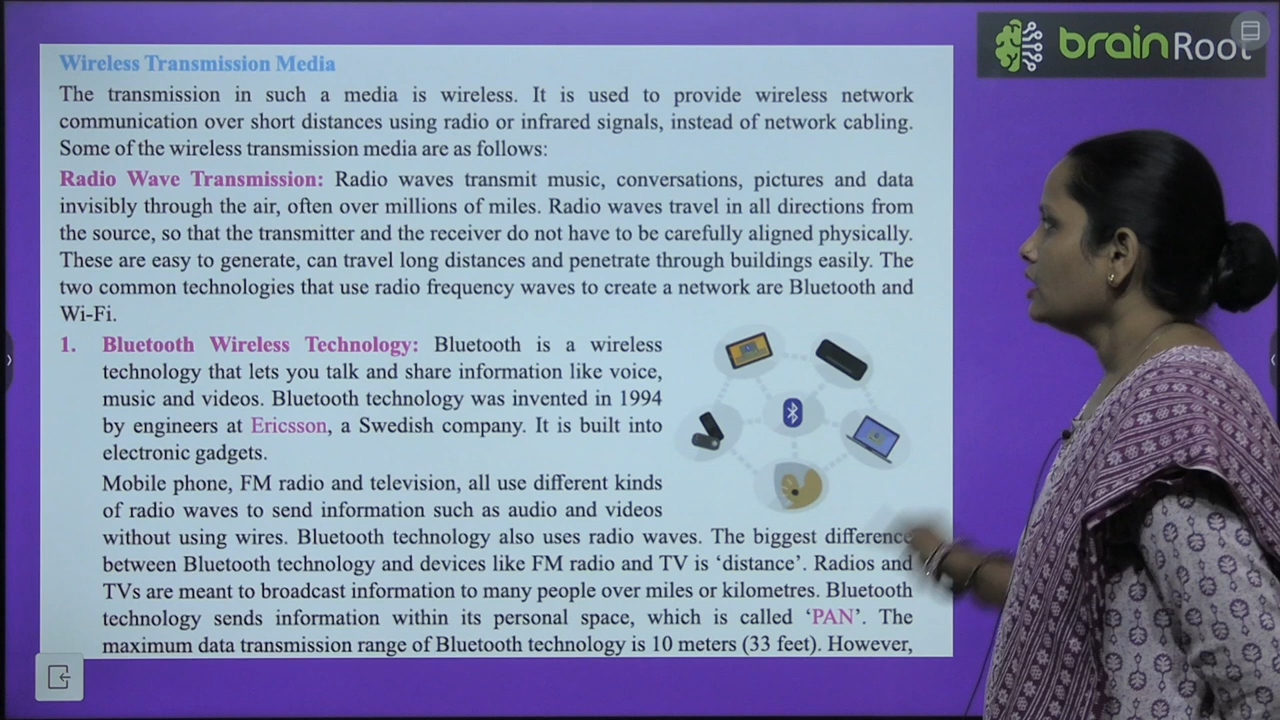 brainRoot
Wireless Transmission Media
The transmission in such a media is wireless. It is used to provide wireless network
communication over short distances using radio or infrared signals, instead of network cabling.
Some of the wireless transmission media are as follows:
Radio Wave Transmission: Radio waves transmit music, conversations, pictures and data
invisibly through the air, often over millions of miles. Radio waves travel in all directions from
the source, so that the transmitter and the receiver do not have to be carefully aligned physically.
These are easy to generate, can travel long distances and penetrate through buildings easily. The
two common technologies that use radio frequency waves to create a network are Bluetooth and
Wi-Fi.
1. Bluetooth Wireless Technology: Bluetooth is a wireless
technology that lets you talk and share information like voice,
music and videos. Bluetooth technology was invented in 1994
by engineers at Ericsson, a Swedish company. It is built into
electronic gadgets.
Mobile phone, FM radio and television, all use different kinds
of radio waves to send information such as audio and videos
without using wires. Bluetooth technology also uses radio waves. The biggest difference
between Bluetooth technology and devices like FM radio and TV is ‘distance’. Radios and
TVs are meant to broadcast information to many people over miles or kilometres. Bluetooth
technology sends information within its personal space, which is called ‘PAN’. The
maximum data transmission range of Bluetooth technology is 10 meters (33 feet). However,